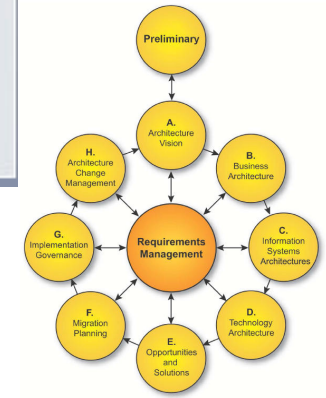 Preliminary
A.
Architecture
Vision
B.
Business
Architecture
C.
Information
Systems
Architectures
D.
Technology
Architecture
E.
Opportunities
and
Solutions
F.
Migration
Planning
G.
Implementation
Governance
H.
Architecture
Change
Management
Requirements
Management